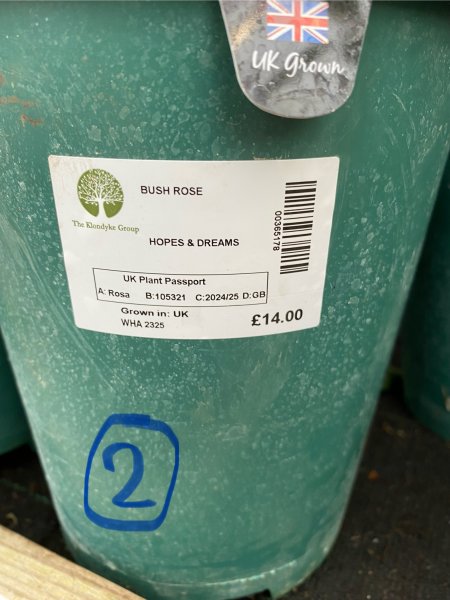 UK Grown
BUSH ROSE
The Klondyke Group
HOPES & DREAMS
00365178
UK Plant Passport
A: Rosa B:105321 C:2024/25 D:GB
Grown in: UK
WHA 2325
£14.00
2